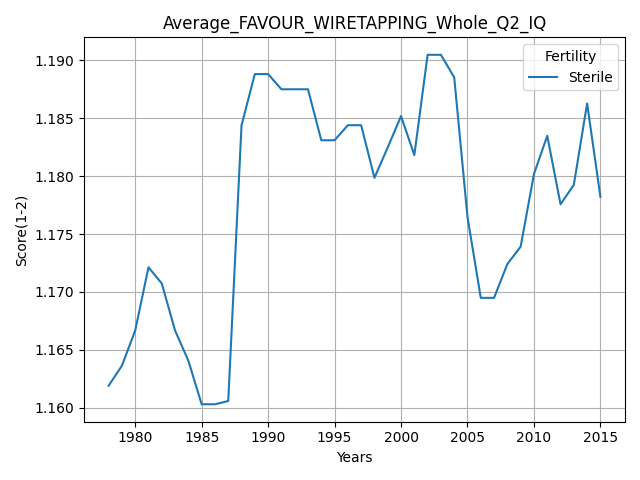 Average_FAVOUR_WIRETAPPING_Whole_Q2_IQ
Fertility
Sterile
Score(1-2)
1.190
1.185
1.180
1.175
1.170
1.165
1.160
1980 1985 1990 1995 2000 2005 2010 2015
Years